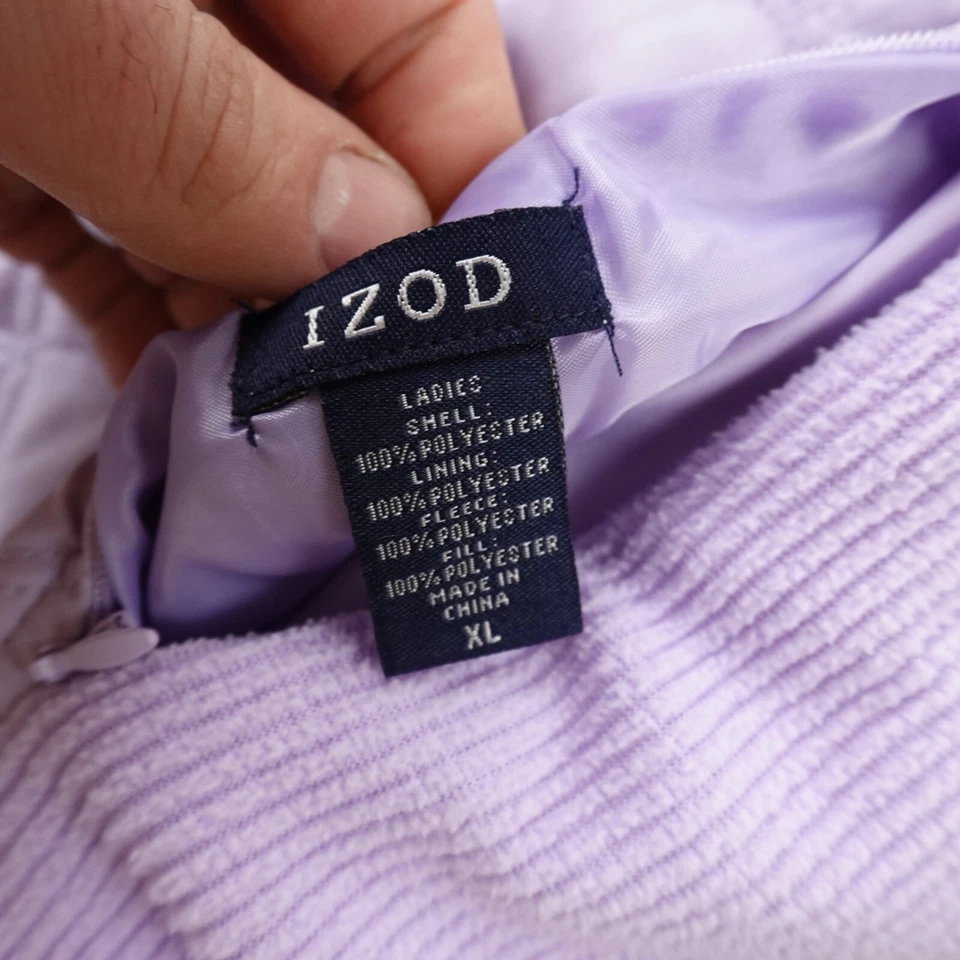 IZOD
LADIES
SHELL:
100% POLYESTER
LINING:
100% POLYESTER
FLEECE:
100% POLYESTER
FILL:
100% POLYESTER
MADE IN
CHINA
XL